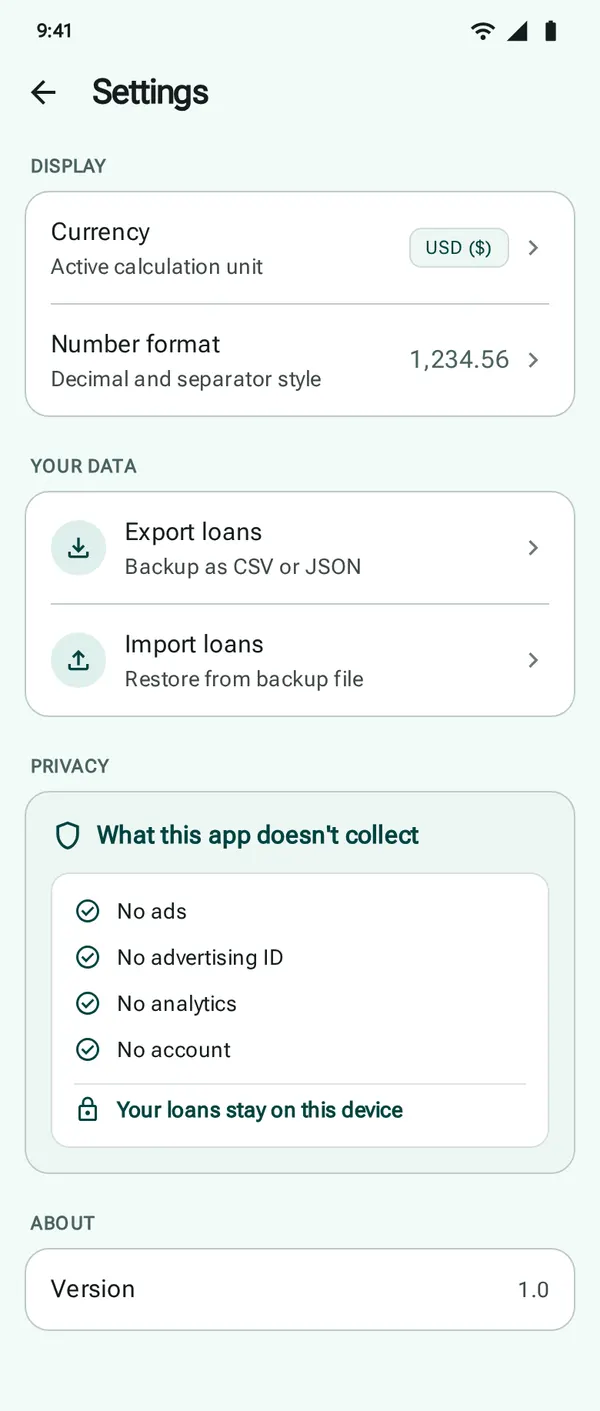 9:41
Settings
DISPLAY
Currency
Active calculation unit
USD ($)
Number format
Decimal and separator style
1,234.56
YOUR DATA
Export loans
Backup as CSV or JSON
Import loans
Restore from backup file
PRIVACY
What this app doesn't collect
No ads
No advertising ID
No analytics
No account
Your loans stay on this device
ABOUT
Version
1.0